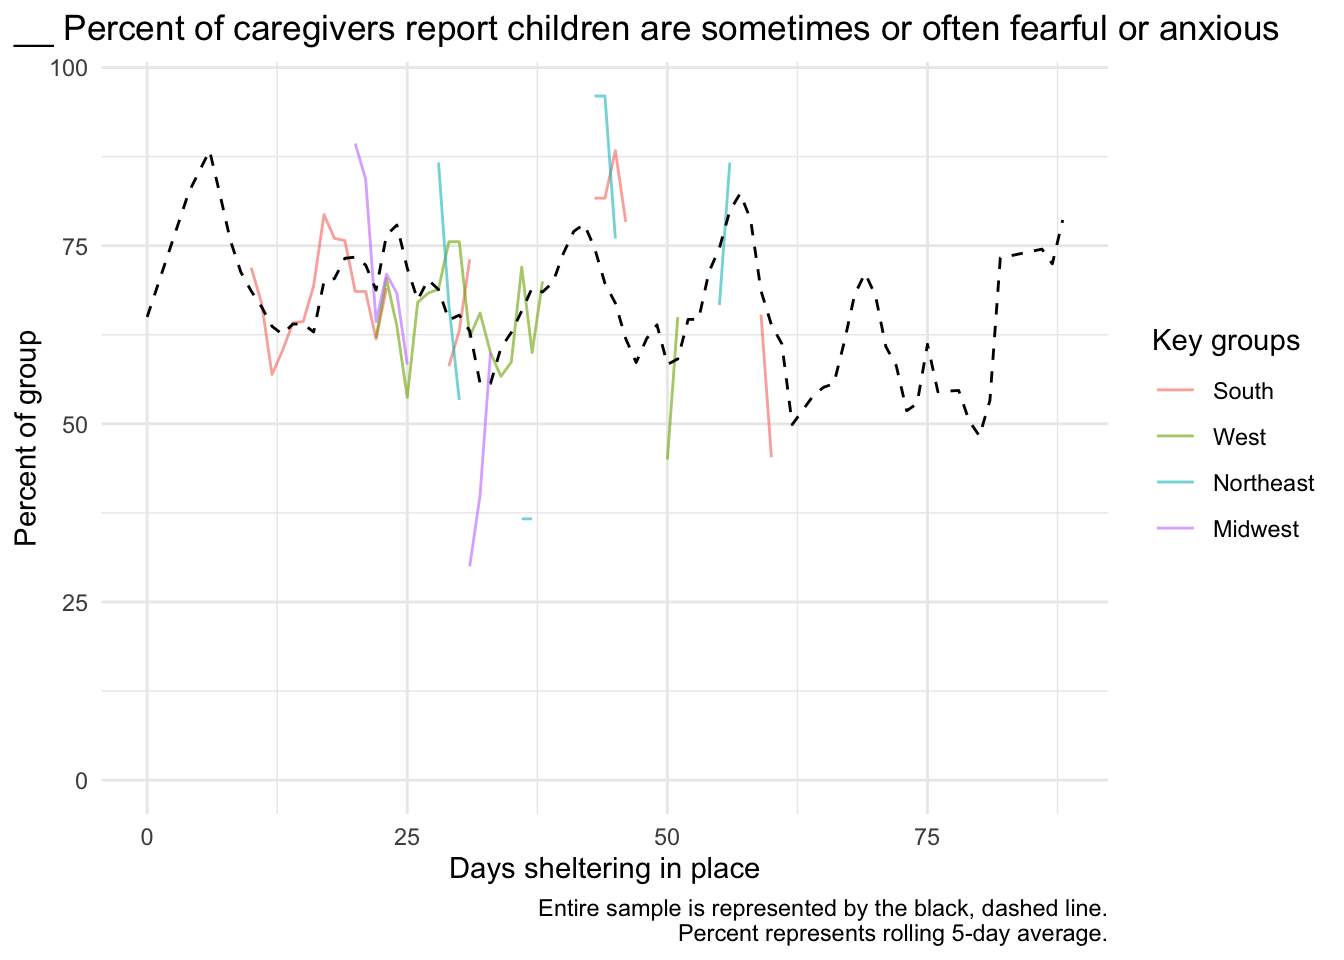 __ Percent of caregivers report children are sometimes or often fearful or anxious
100
75
50
25
0
Percent of group
0 25 50 75
Days sheltering in place
Key groups
South
West
Northeast
Midwest
Entire sample is represented by the black, dashed line.
Percent represents rolling 5-day average.